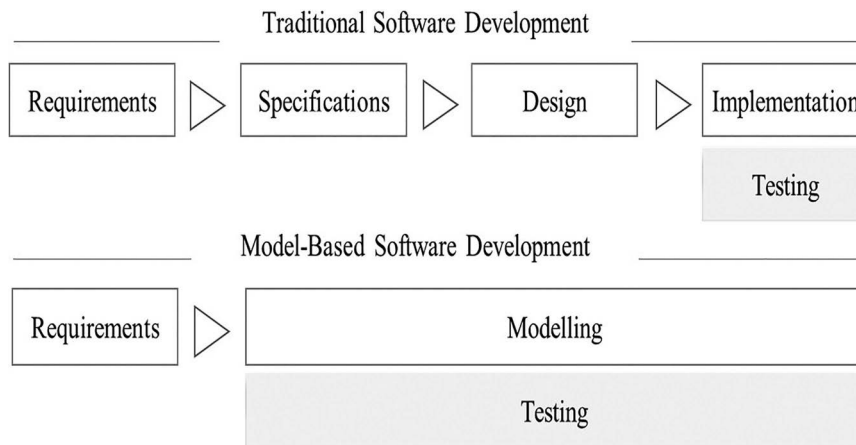 Traditional Software Development
Requirements Specifications Design Implementation
Testing
Model-Based Software Development
Requirements Modelling
Testing